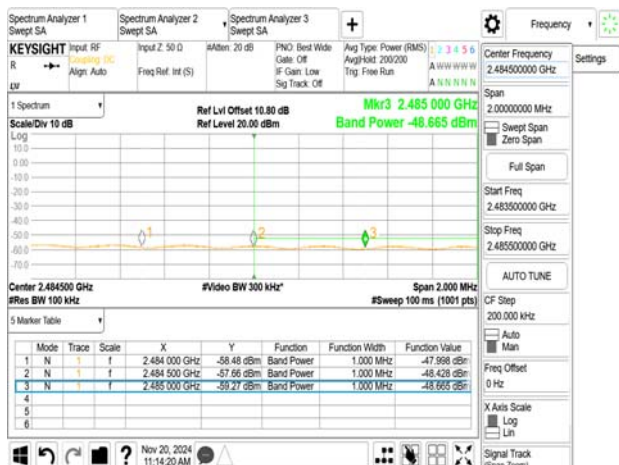 Spectrum Analyzer 1
Swept SA
Spectrum Analyzer 2
Swept SA
Spectrum Analyzer 3
Swept SA
+
Frequency
KEYSIGHT
R
Input: RF
Coupling: DC
Align: Auto
Input Z: 50 Ω
Freq Ref: Int (S)
#Atten: 20 dB
PNO: Best Wide
Gate: Off
IF Gain: Low
Sig Track: Off
Avg Type: Power (RMS)
Avg|Hold: 200/200
Trig: Free Run
1 2 3 4 5 6
A W W W W W
A N N N N N
1 Spectrum
Scale/Div 10 dB
Ref Lvl Offset 10.80 dB
Ref Level 20.00 dBm
Mkr3 2.485 000 GHz
Band Power -48.665 dBm
Log
10.0
0.00
-10.0
-20.0
-30.0
-40.0
-50.0
-60.0
-70.0
1
2
3
Center 2.484500 GHz
#Res BW 100 kHz
#Video BW 300 kHz*
Span 2.000 MHz
#Sweep 100 ms (1001 pts)
5 Marker Table
Mode Trace Scale X Y Function Function Width Function Value
1 N 1 f 2.484 000 GHz -58.48 dBm Band Power 1.000 MHz -47.998 dBm
2 N 1 f 2.484 500 GHz -57.66 dBm Band Power 1.000 MHz -48.428 dBm
3 N 1 f 2.485 000 GHz -59.27 dBm Band Power 1.000 MHz -48.665 dBm
4
5
6
?
Nov 20, 2024
11:14:20 AM
Center Frequency
2.484500000 GHz
Settings
Span
2.00000000 MHz
Swept Span
Zero Span
Full Span
Start Freq
2.483500000 GHz
Stop Freq
2.485500000 GHz
AUTO TUNE
CF Step
200.000 kHz
Auto
Man
Freq Offset
0 Hz
X Axis Scale
Log
Lin
Signal Track